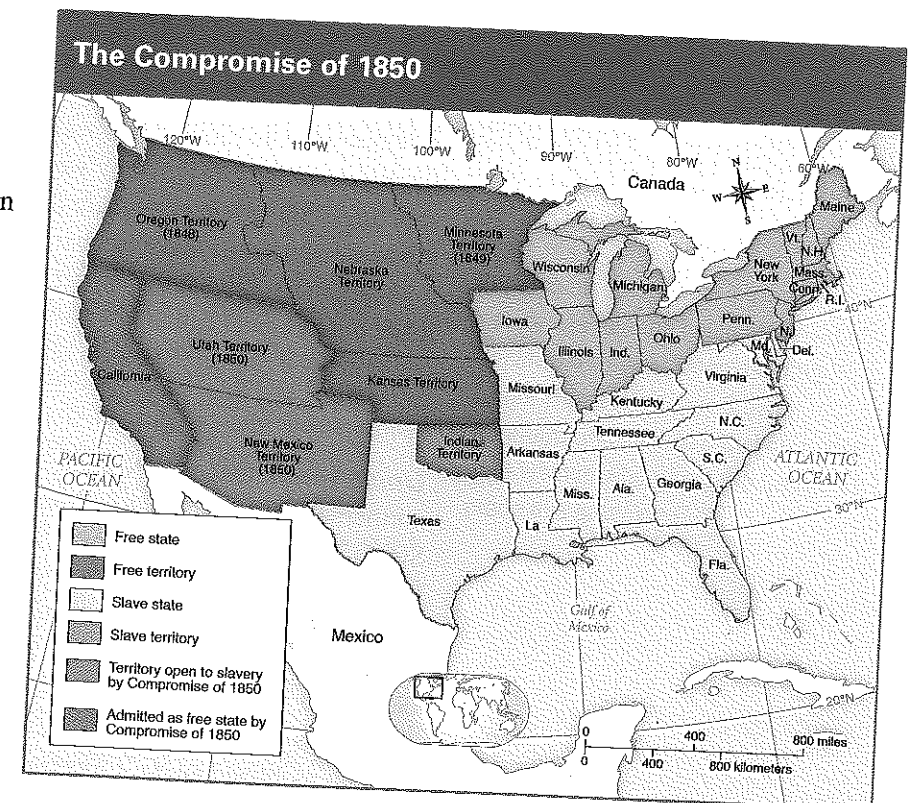 The Compromise of 1850
n
120°W
110°W
100°W
90°W
80°W
60°W
N
W
E
S
Canada
Oregon Territory
(1848)
Minnesota
Territory
(1849)
Nebraska
Territory
Wisconsin
Michigan
Maine
Vt.
N.H.
New
York
Mass.
Conn.
R.I.
40°N
Iowa
Illinois
Ind.
Ohio
Penn.
N.
Md.
Del.
Utah Territory
(1850)
California
Kansas Territory
Missouri
Kentucky
Virginia
New Mexico
Territory
(1850)
Indian
Territory
Arkansas
Tennessee
N.C.
S.C.
PACIFIC
OCEAN
ATLANTIC
OCEAN
Texas
La
Miss.
Ala.
Georgia
30°N
Fla.
Free state
Free territory
Slave state
Slave territory
Territory open to slavery
by Compromise of 1850
Admitted as free state by
Compromise of 1850
Mexico
Gulf of
Mexico
20°N
0
400
800 miles
0
400
800 kilometers